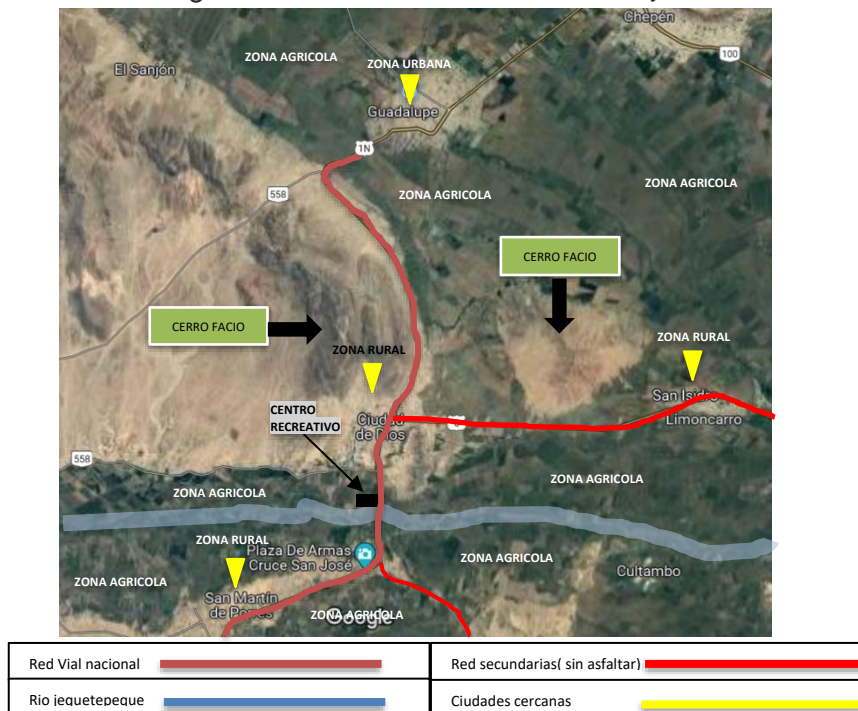 Chepén
ZONA AGRICOLA
ZONA URBANA
100
El Sanjón
Guadalupe
1N
558
ZONA AGRICOLA
ZONA AGRICOLA
CERRO FACIO
CERRO FACIO
ZONA RURAL
ZONA RURAL
San Isidro
Limoncarro
CENTRO
RECREATIVO
Ciudad
de Dios
558
ZONA AGRICOLA
ZONA AGRICOLA
ZONA RURAL
Plaza De Armas
Cruce San José
ZONA AGRICOLA
ZONA AGRICOLA
Cultambo
San Martín
de Porres
ZONA AGRICOLA
Google
Red Vial nacional
Red secundarias( sin asfaltar)
Rio jequetepeque
Ciudades cercanas